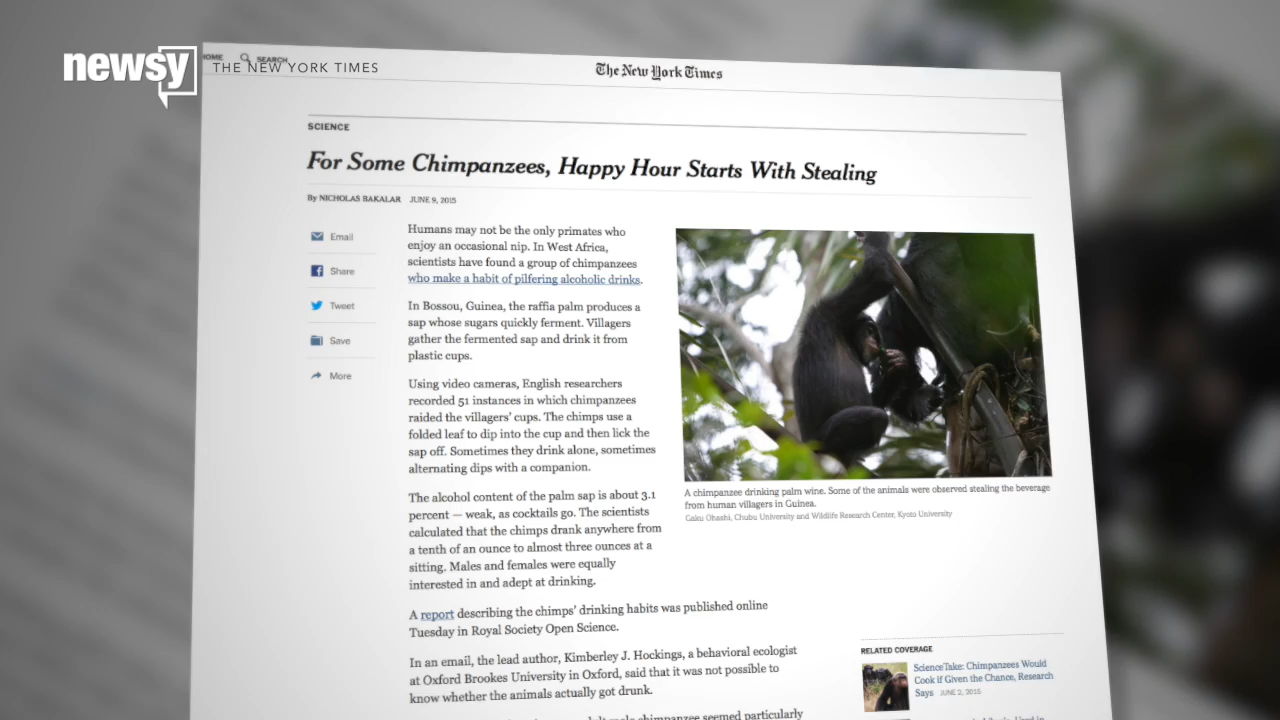 newsy
HOME
SEARCH
THE NEW YORK TIMES
The New York Times
SCIENCE
For Some Chimpanzees, Happy Hour Starts With Stealing
By NICHOLAS BAKALAR JUNE 9, 2015
Email
Share
Tweet
Save
More
Humans may not be the only primates who
enjoy an occasional nip. In West Africa,
scientists have found a group of chimpanzees
who make a habit of pilfering alcoholic drinks.
In Bossou, Guinea, the raffia palm produces a
sap whose sugars quickly ferment. Villagers
gather the fermented sap and drink it from
plastic cups.
Using video cameras, English researchers
recorded 51 instances in which chimpanzees
raided the villagers' cups. The chimps use a
folded leaf to dip into the cup and then lick the
sap off. Sometimes they drink alone, sometimes
alternating dips with a companion.
The alcohol content of the palm sap is about 3.1
percent — weak, as cocktails go. The scientists
calculated that the chimps drank anywhere from
a tenth of an ounce to almost three ounces at a
sitting. Males and females were equally
interested in and adept at drinking.
A report describing the chimps' drinking habits was published online
Tuesday in Royal Society Open Science.
In an email, the lead author, Kimberley J. Hockings, a behavioral ecologist
at Oxford Brookes University in Oxford, said that it was not possible to
know whether the animals actually got drunk.
chimpanzee seemed particularly
A chimpanzee drinking palm wine. Some of the animals were observed stealing the beverage
from human villagers in Guinea.
Gaku Ohashi, Chubu University and Wildlife Research Center, Kyoto University
RELATED COVERAGE
ScienceTake: Chimpanzees Would
Cook if Given the Chance, Research
Says JUNE 2, 2015